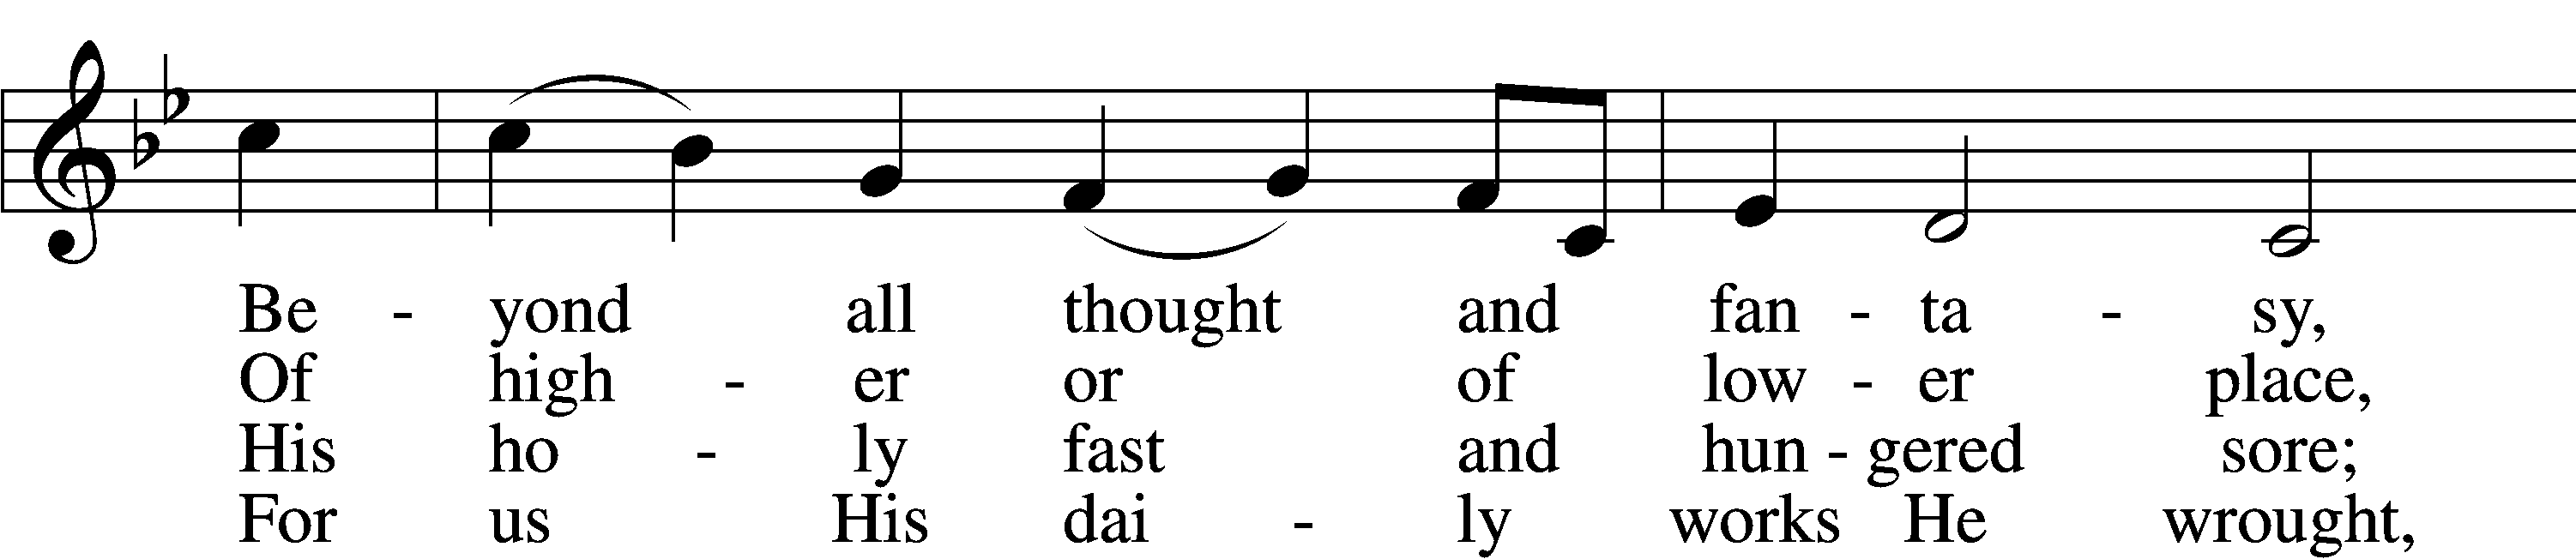 Be - yond all thought and fan - ta - sy,
Of high - er or of low - er place,
His ho - ly fast and hun - gered sore;
For us His dai - ly works He wrought,